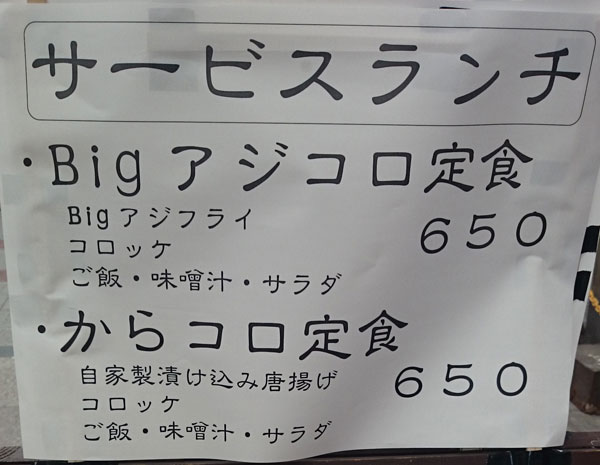 サービスランチ
・Bigアジコロ定食
Bigアジフライ
650
コロッケ
ご飯・味噌汁・サラダ
・からコロ定食
自家製漬け込み唐揚げ
650
コロッケ
ご飯・味噌汁・サラダ